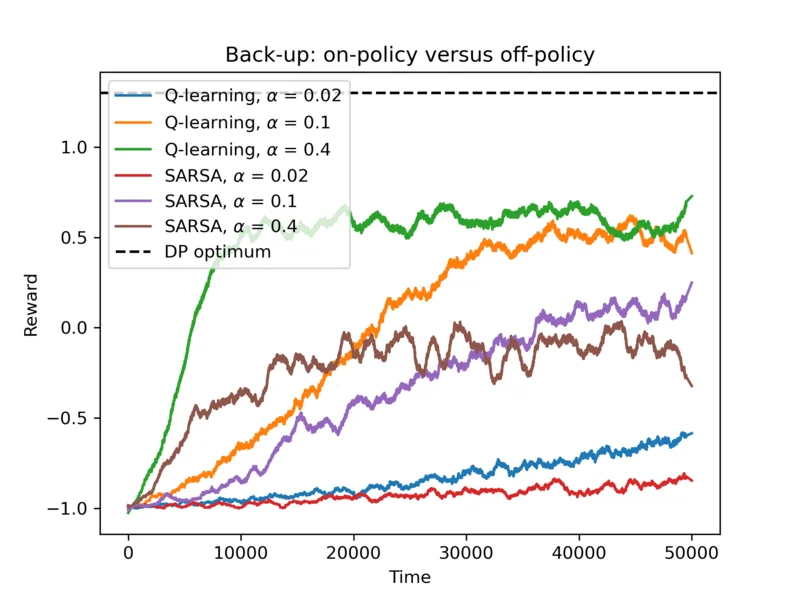 Back-up: on-policy versus off-policy
Q-learning, α = 0.02
Q-learning, α = 0.1
Q-learning, α = 0.4
SARSA, α = 0.02
SARSA, α = 0.1
SARSA, α = 0.4
DP optimum
Reward
1.0
0.5
0.0
−0.5
−1.0
0
10000
20000
30000
40000
50000
Time